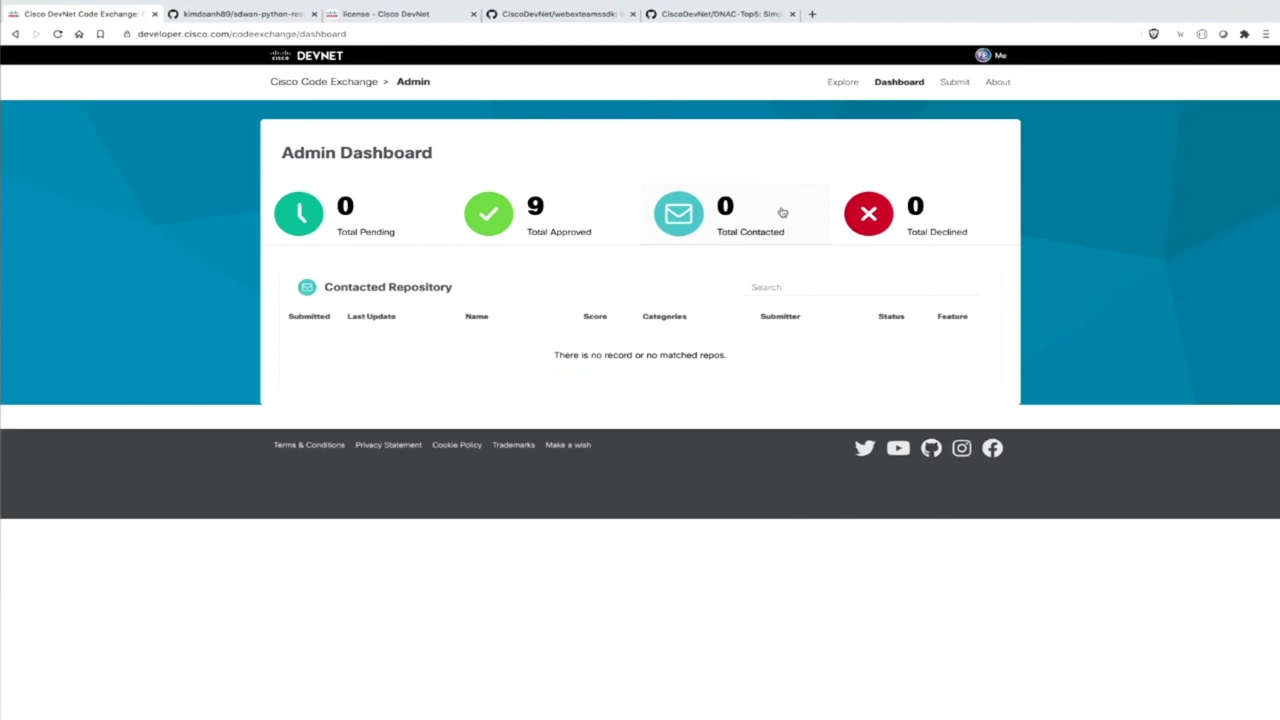 Cisco DevNet Code Exchange: kimdoanh89/sdwan-python-res license - Cisco DevNet CiscoDevNet/webexteamssdk: CiscoDevNet/DNAC-Top5: Simp
developer.cisco.com/codeexchange/dashboard
CISCO DEVNET Me
Cisco Code Exchange > Admin Explore Dashboard Submit About
Admin Dashboard
0 9 0 0
Total Pending Total Approved Total Contacted Total Declined
Contacted Repository Search
Submitted Last Update Name Score Categories Submitter Status Feature
There is no record or no matched repos.
Terms & Conditions Privacy Statement Cookie Policy Trademarks Make a wish